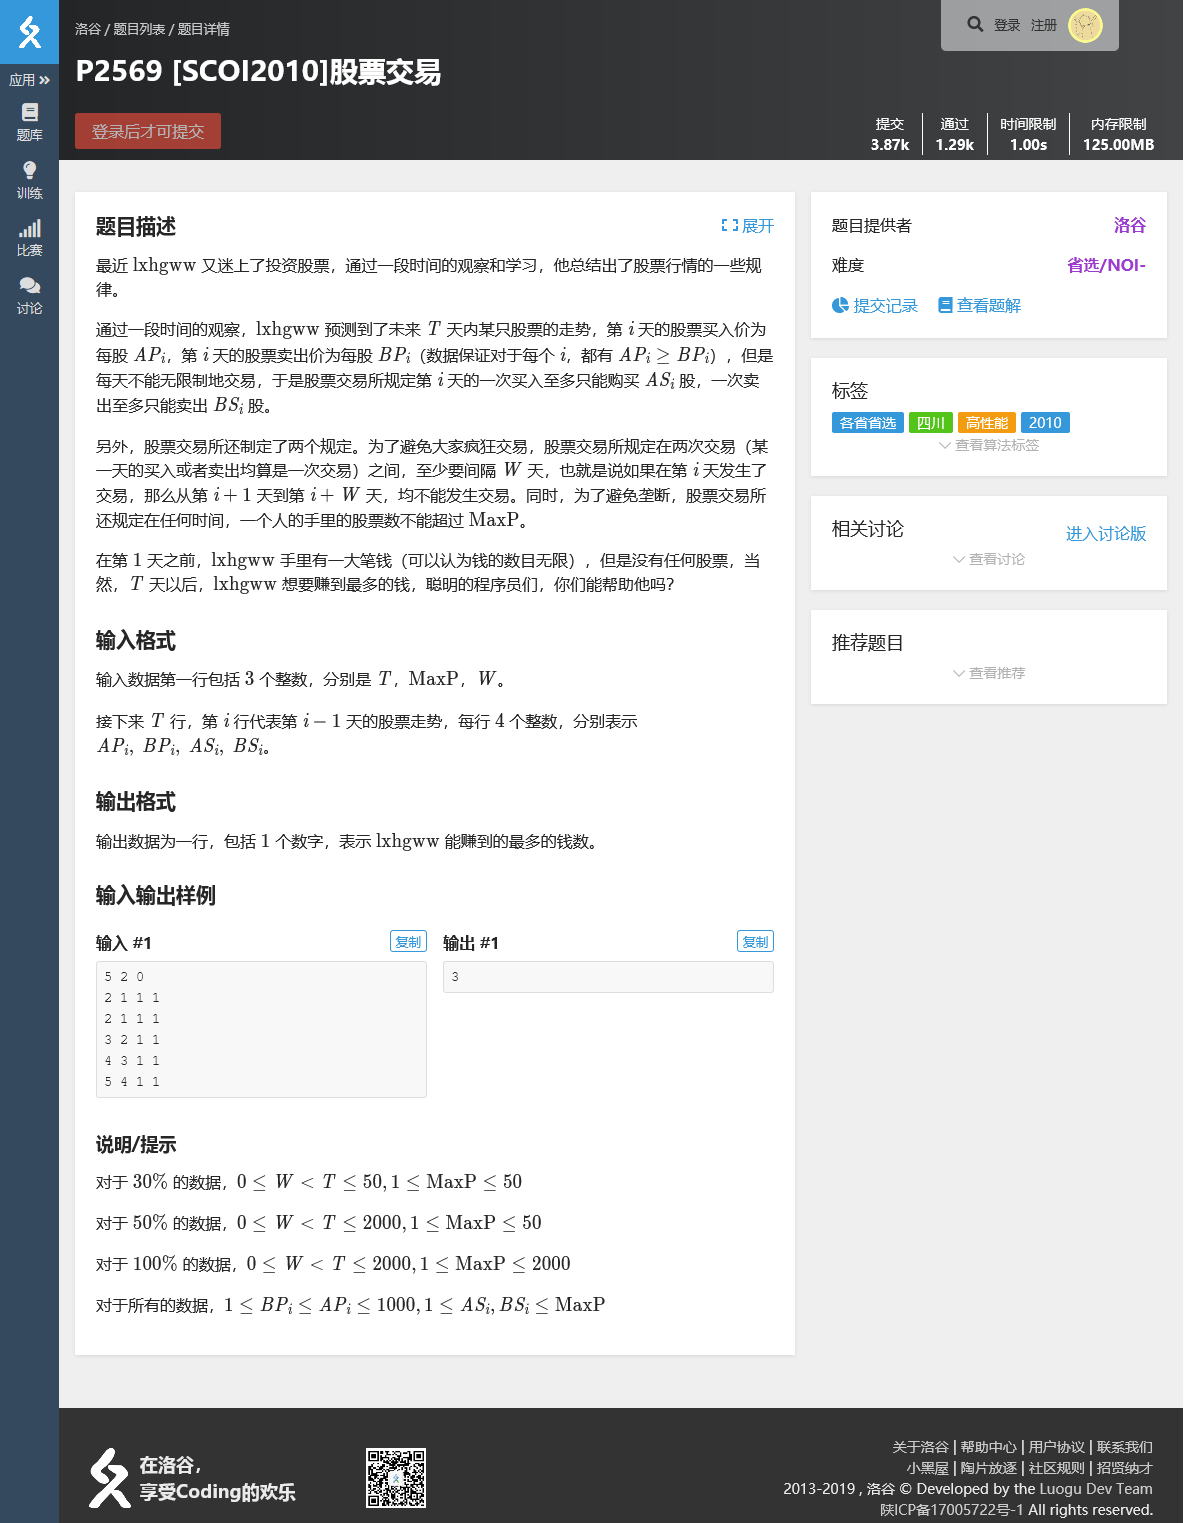 洛谷 / 题目列表 / 题目详情
登录 注册
P2569 [SCOI2010]股票交易
登录后才可提交
提交 通过 时间限制 内存限制
3.87k 1.29k 1.00s 125.00MB
应用
题库
训练
比赛
讨论
题目描述
展开
最近 lxhgww 又迷上了投资股票，通过一段时间的观察和学习，他总结出了股票行情的一些规
律。
通过一段时间的观察，lxhgww 预测到了未来 T 天内某只股票的走势，第 i 天的股票买入价为
每股 APi，第 i 天的股票卖出价为每股 BPi（数据保证对于每个 i，都有 APi ≥ BPi），但是
每天不能无限制地交易，于是股票交易所规定第 i 天的一次买入至多只能购买 ASi 股，一次卖
出至多只能卖出 BSi 股。
另外，股票交易所还制定了两个规定。为了避免大家疯狂交易，股票交易所规定在两次交易（某
一天的买入或者卖出均算是一次交易）之间，至少要间隔 W 天，也就是说如果在第 i 天发生了
交易，那么从第 i + 1 天到第 i + W 天，均不能发生交易。同时，为了避免垄断，股票交易所
还规定在任何时间，一个人的手里的股票数不能超过 MaxP。
在第 1 天之前，lxhgww 手里有一大笔钱（可以认为钱的数目无限），但是没有任何股票，当
然，T 天以后，lxhgww 想要赚到最多的钱，聪明的程序员们，你们能帮助他吗？
输入格式
输入数据第一行包括 3 个整数，分别是 T，MaxP，W。
接下来 T 行，第 i 行代表第 i − 1 天的股票走势，每行 4 个整数，分别表示
APi, BPi, ASi, BSi。
输出格式
输出数据为一行，包括 1 个数字，表示 lxhgww 能赚到的最多的钱数。
输入输出样例
输入 #1 复制
5 2 0
2 1 1 1
2 1 1 1
3 2 1 1
4 3 1 1
5 4 1 1
输出 #1 复制
3
说明/提示
对于 30% 的数据，0 ≤ W < T ≤ 50, 1 ≤ MaxP ≤ 50
对于 50% 的数据，0 ≤ W < T ≤ 2000, 1 ≤ MaxP ≤ 50
对于 100% 的数据，0 ≤ W < T ≤ 2000, 1 ≤ MaxP ≤ 2000
对于所有的数据，1 ≤ BPi ≤ APi ≤ 1000, 1 ≤ ASi, BSi ≤ MaxP
题目提供者 洛谷
难度 省选/NOI-
提交记录 查看题解
标签
各省省选 四川 高性能 2010
查看算法标签
相关讨论 进入讨论版
查看讨论
推荐题目
查看推荐
在洛谷，
享受Coding的欢乐
关于洛谷 | 帮助中心 | 用户协议 | 联系我们
小黑屋 | 陶片放逐 | 社区规则 | 招贤纳才
2013-2019 , 洛谷 © Developed by the Luogu Dev Team
陕ICP备17005722号-1 All rights reserved.